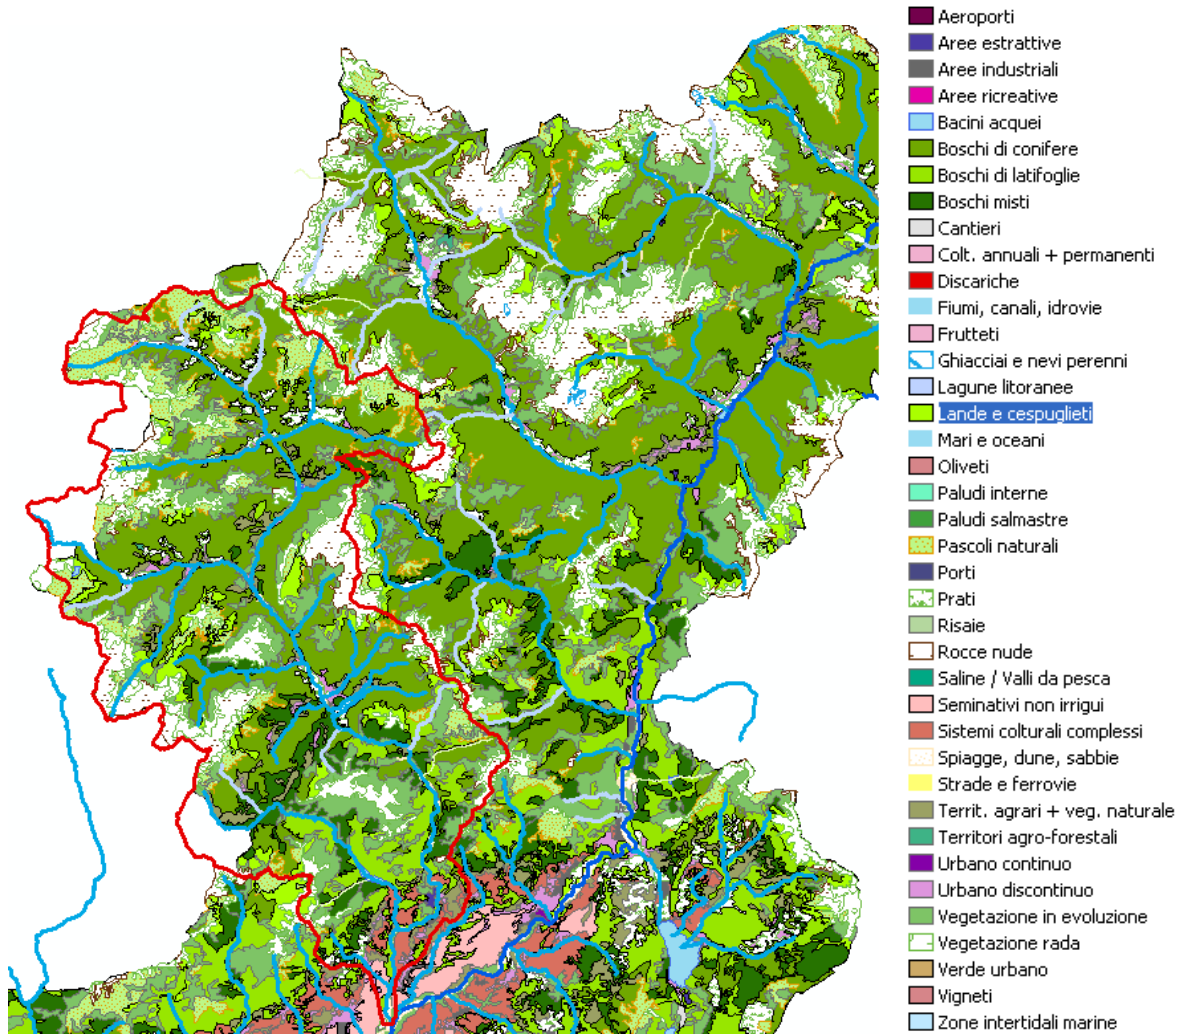 Aeroporti
Aree estrattive
Aree industriali
Aree ricreative
Bacini acquei
Boschi di conifere
Boschi di latifoglie
Boschi misti
Cantieri
Colt. annuali + permanenti
Discariche
Fiumi, canali, idrovie
Frutteti
Ghiacciai e nevi perenni
Lagune litoranee
Lande e cespuglieti
Mari e oceani
Oliveti
Paludi interne
Paludi salmastre
Pascoli naturali
Porti
Prati
Risaie
Rocce nude
Saline / Valli da pesca
Seminativi non irrigui
Sistemi colturali complessi
Spiagge, dune, sabbie
Strade e ferrovie
Territ. agrari + veg. naturale
Territori agro-forestali
Urbano continuo
Urbano discontinuo
Vegetazione in evoluzione
Vegetazione rada
Verde urbano
Vigneti
Zone intertidali marine